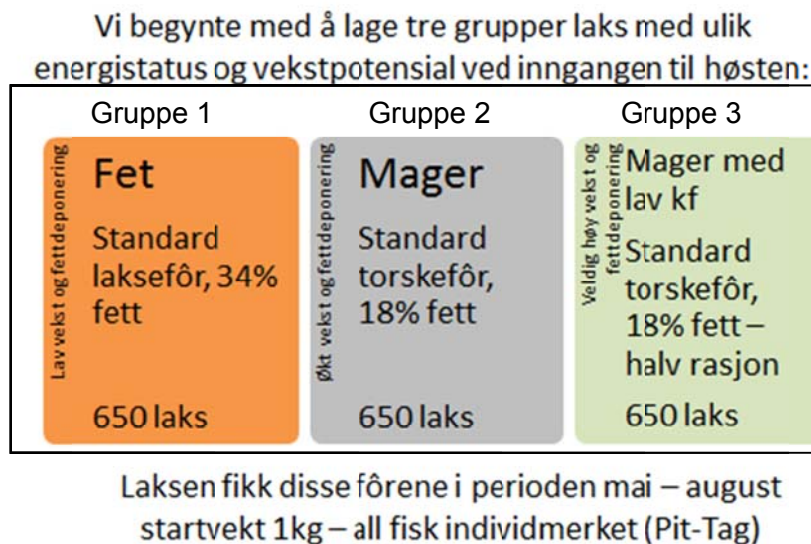 Vi begynte med å lage tre grupper laks med ulik
energistatus og vekstpotensial ved inngangen til høsten:
Gruppe 1
Lav vekst og fettdeponering
Fet
Standard
laksefôr, 34%
fett
650 laks
Gruppe 2
Økt vekst og fettdeponering
Mager
Standard
torskefôr,
18% fett
650 laks
Gruppe 3
Veldig høy vekst og
fettdeponering
Mager med
lav kf
Standard
torskefôr,
18% fett –
halv rasjon
650 laks
Laksen fikk disse fôrene i perioden mai – august
startvekt 1kg – all fisk individmerket (Pit-Tag)